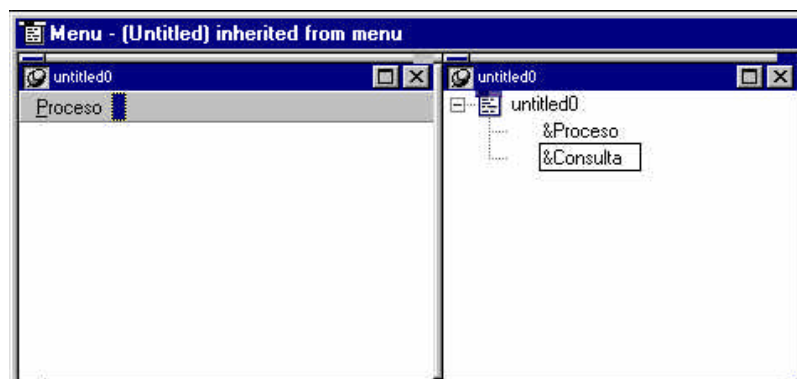 Menu - (Untitled) inherited from menu
untitled0
Proceso
untitled0
untitled0
&Proceso
&Consulta